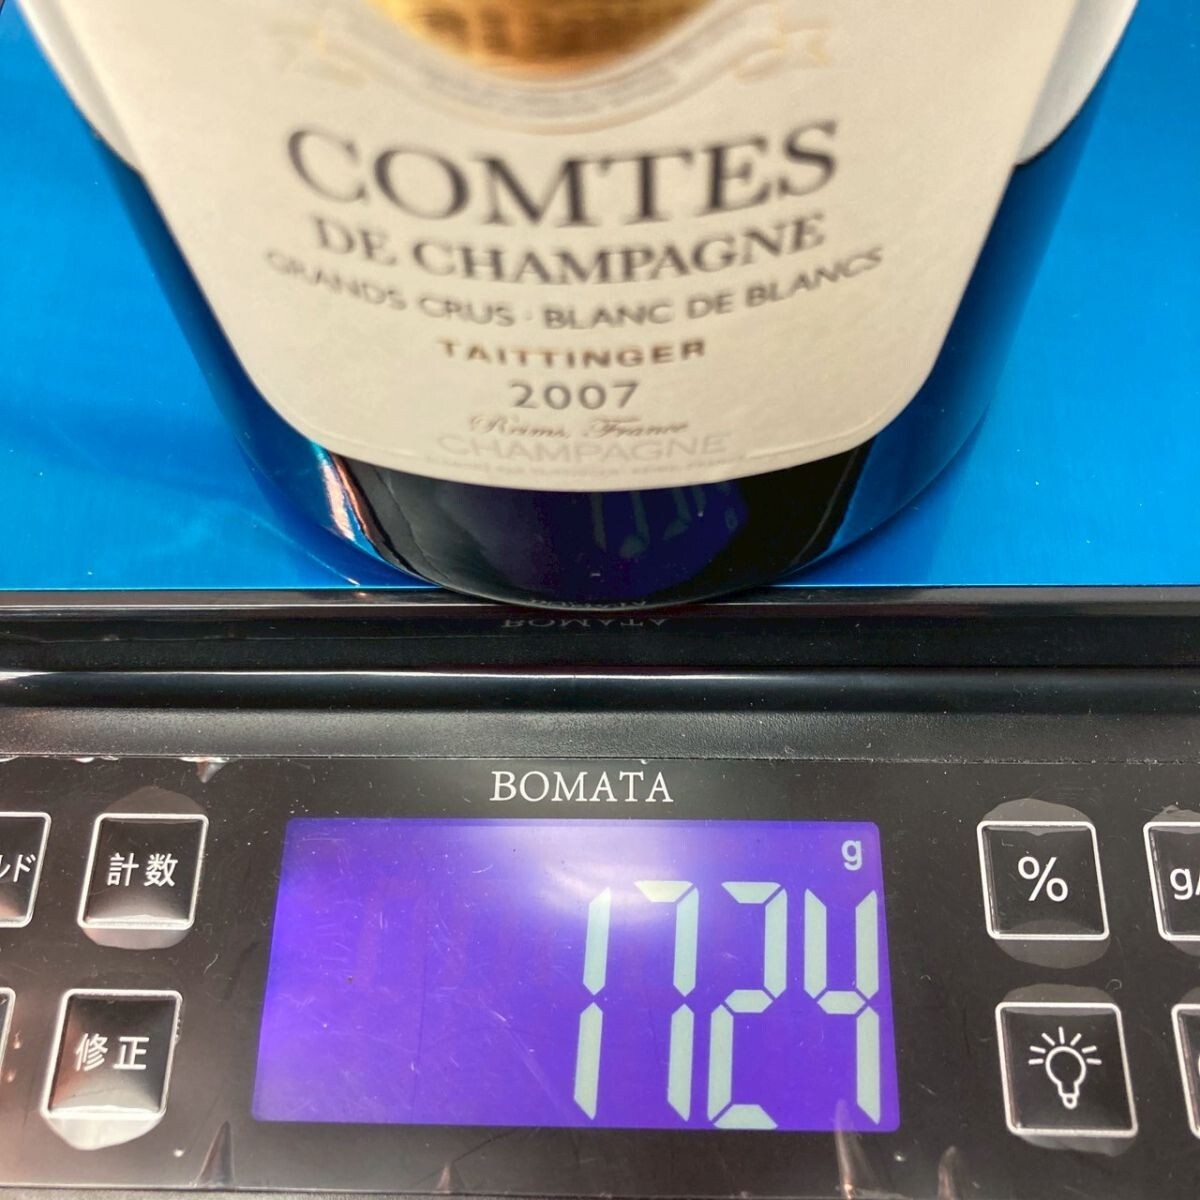 COMTES
DE CHAMPAGNE
GRANDS CRUS · BLANC DE BLANCS
TAITTINGER
2007
Reims, France
CHAMPAGNE
BOMATA
BOMATA
g
1724
ルド
計数
%
g/
修正